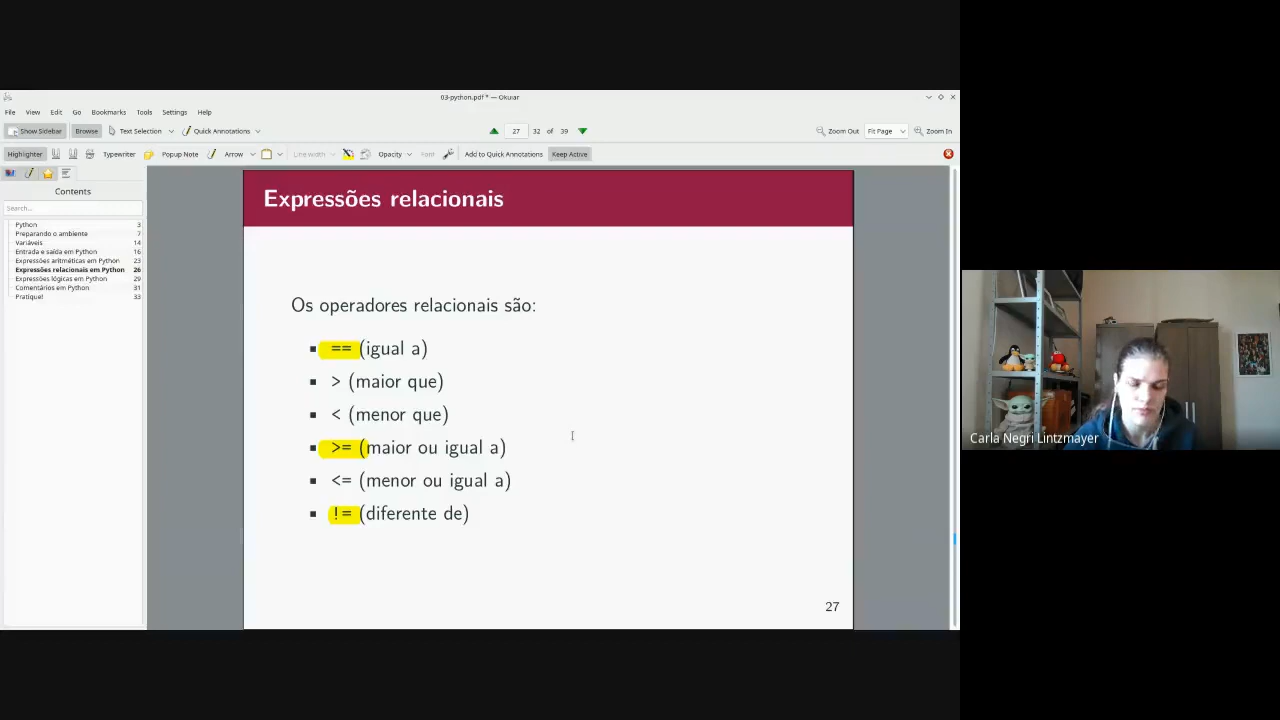 03-python.pdf * — Okular
File View Edit Go Bookmarks Tools Settings Help
Show Sidebar Browse Text Selection Quick Annotations 27 32 of 39 Zoom Out Fit Page Zoom In
Highlighter Typewriter Popup Note Arrow Line width Opacity Font Add to Quick Annotations Keep Active
Contents
Search...
Python 3
Preparando o ambiente 7
Variáveis 14
Entrada e saída em Python 16
Expressões aritméticas em Python 23
Expressões relacionais em Python 26
Expressões lógicas em Python 29
Comentários em Python 31
Pratique! 33
Expressões relacionais
Os operadores relacionais são:
== (igual a)
> (maior que)
< (menor que)
>= (maior ou igual a)
<= (menor ou igual a)
!= (diferente de)
27
Carla Negri Lintzmayer